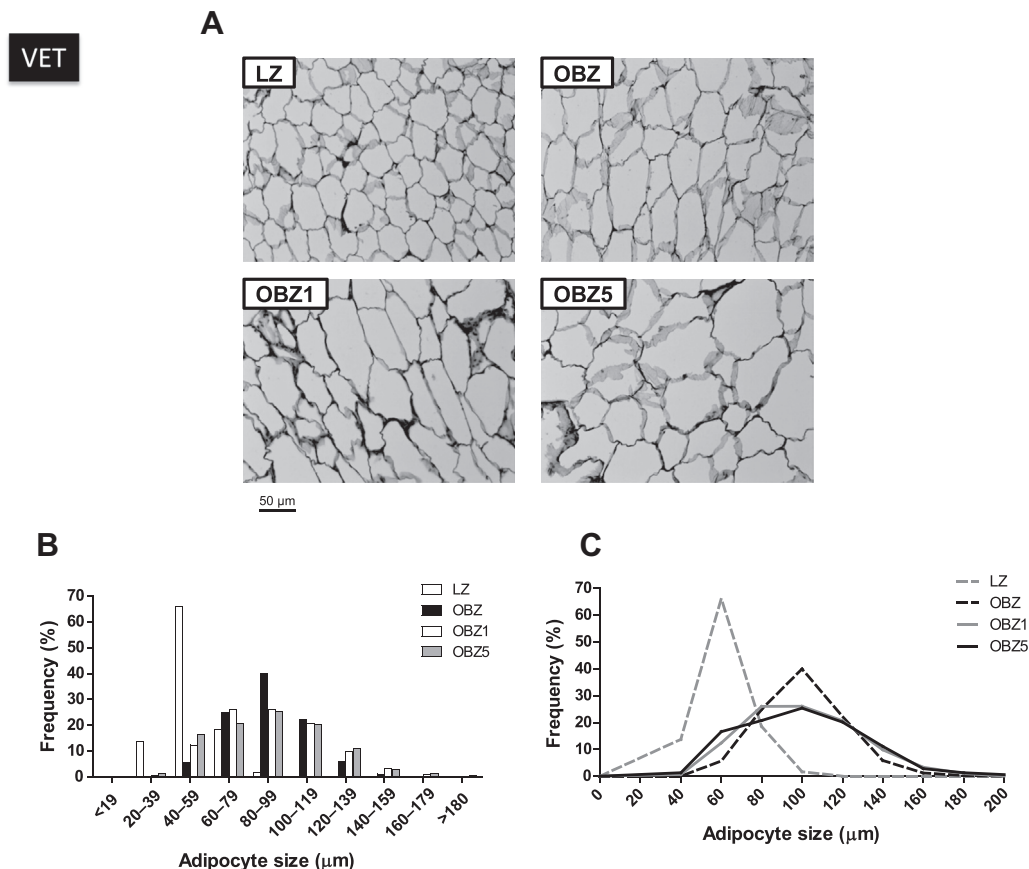 VET
A
LZ
OBZ
OBZ1
OBZ5
50 μm
B
Frequency (%)
70
60
50
40
30
20
10
0
<19
20–39
40–59
60–79
80–99
100–119
120–139
140–159
160–179
>180
Adipocyte size (μm)
LZ
OBZ
OBZ1
OBZ5
C
Frequency (%)
70
60
50
40
30
20
10
0
0
20
40
60
80
100
120
140
160
180
200
Adipocyte size (μm)
LZ
OBZ
OBZ1
OBZ5